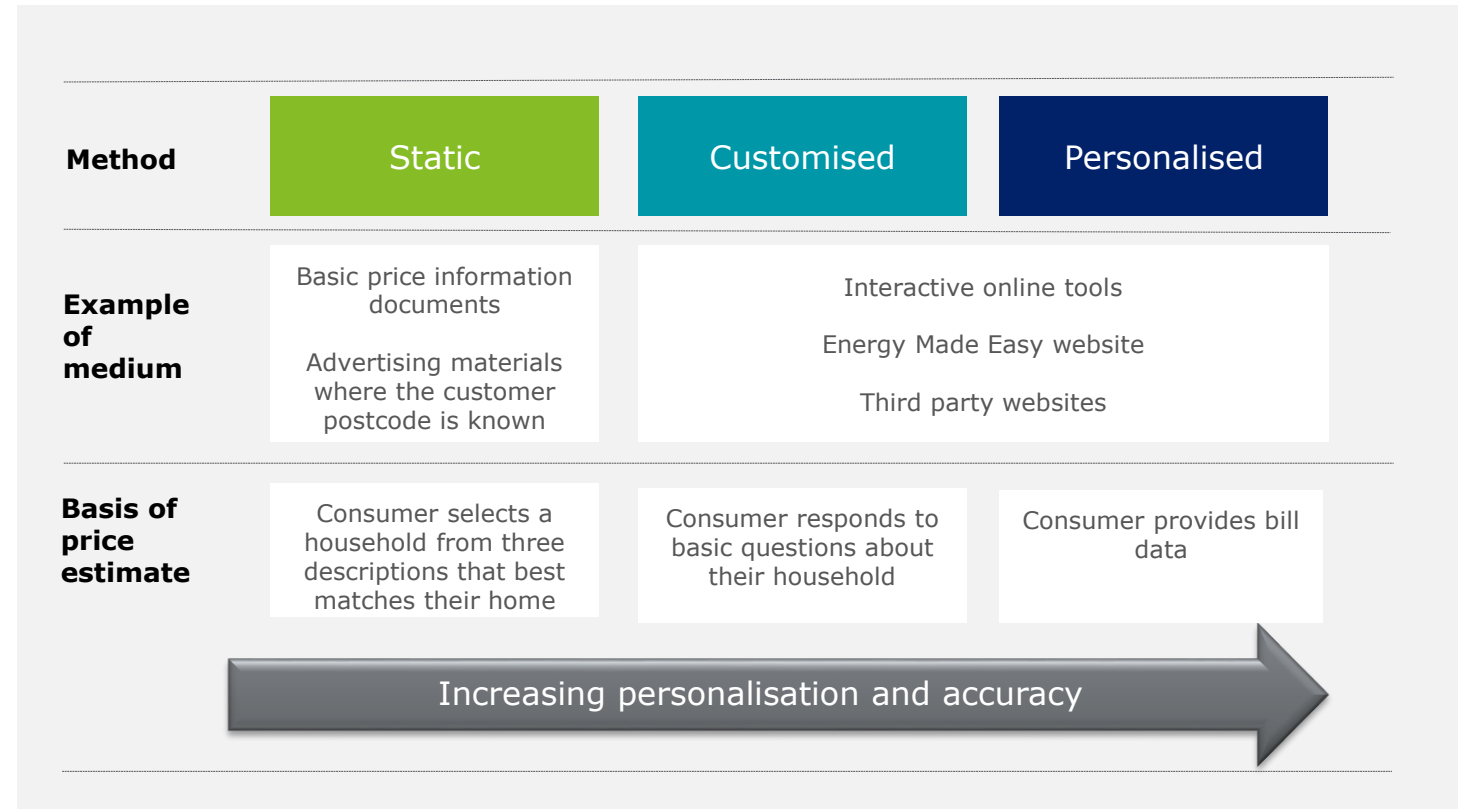 Method
Static
Customised
Personalised
Example
of
medium
Basic price information
documents
Advertising materials
where the customer
postcode is known
Interactive online tools
Energy Made Easy website
Third party websites
Basis of
price
estimate
Consumer selects a
household from three
descriptions that best
matches their home
Consumer responds to
basic questions about
their household
Consumer provides bill
data
Increasing personalisation and accuracy